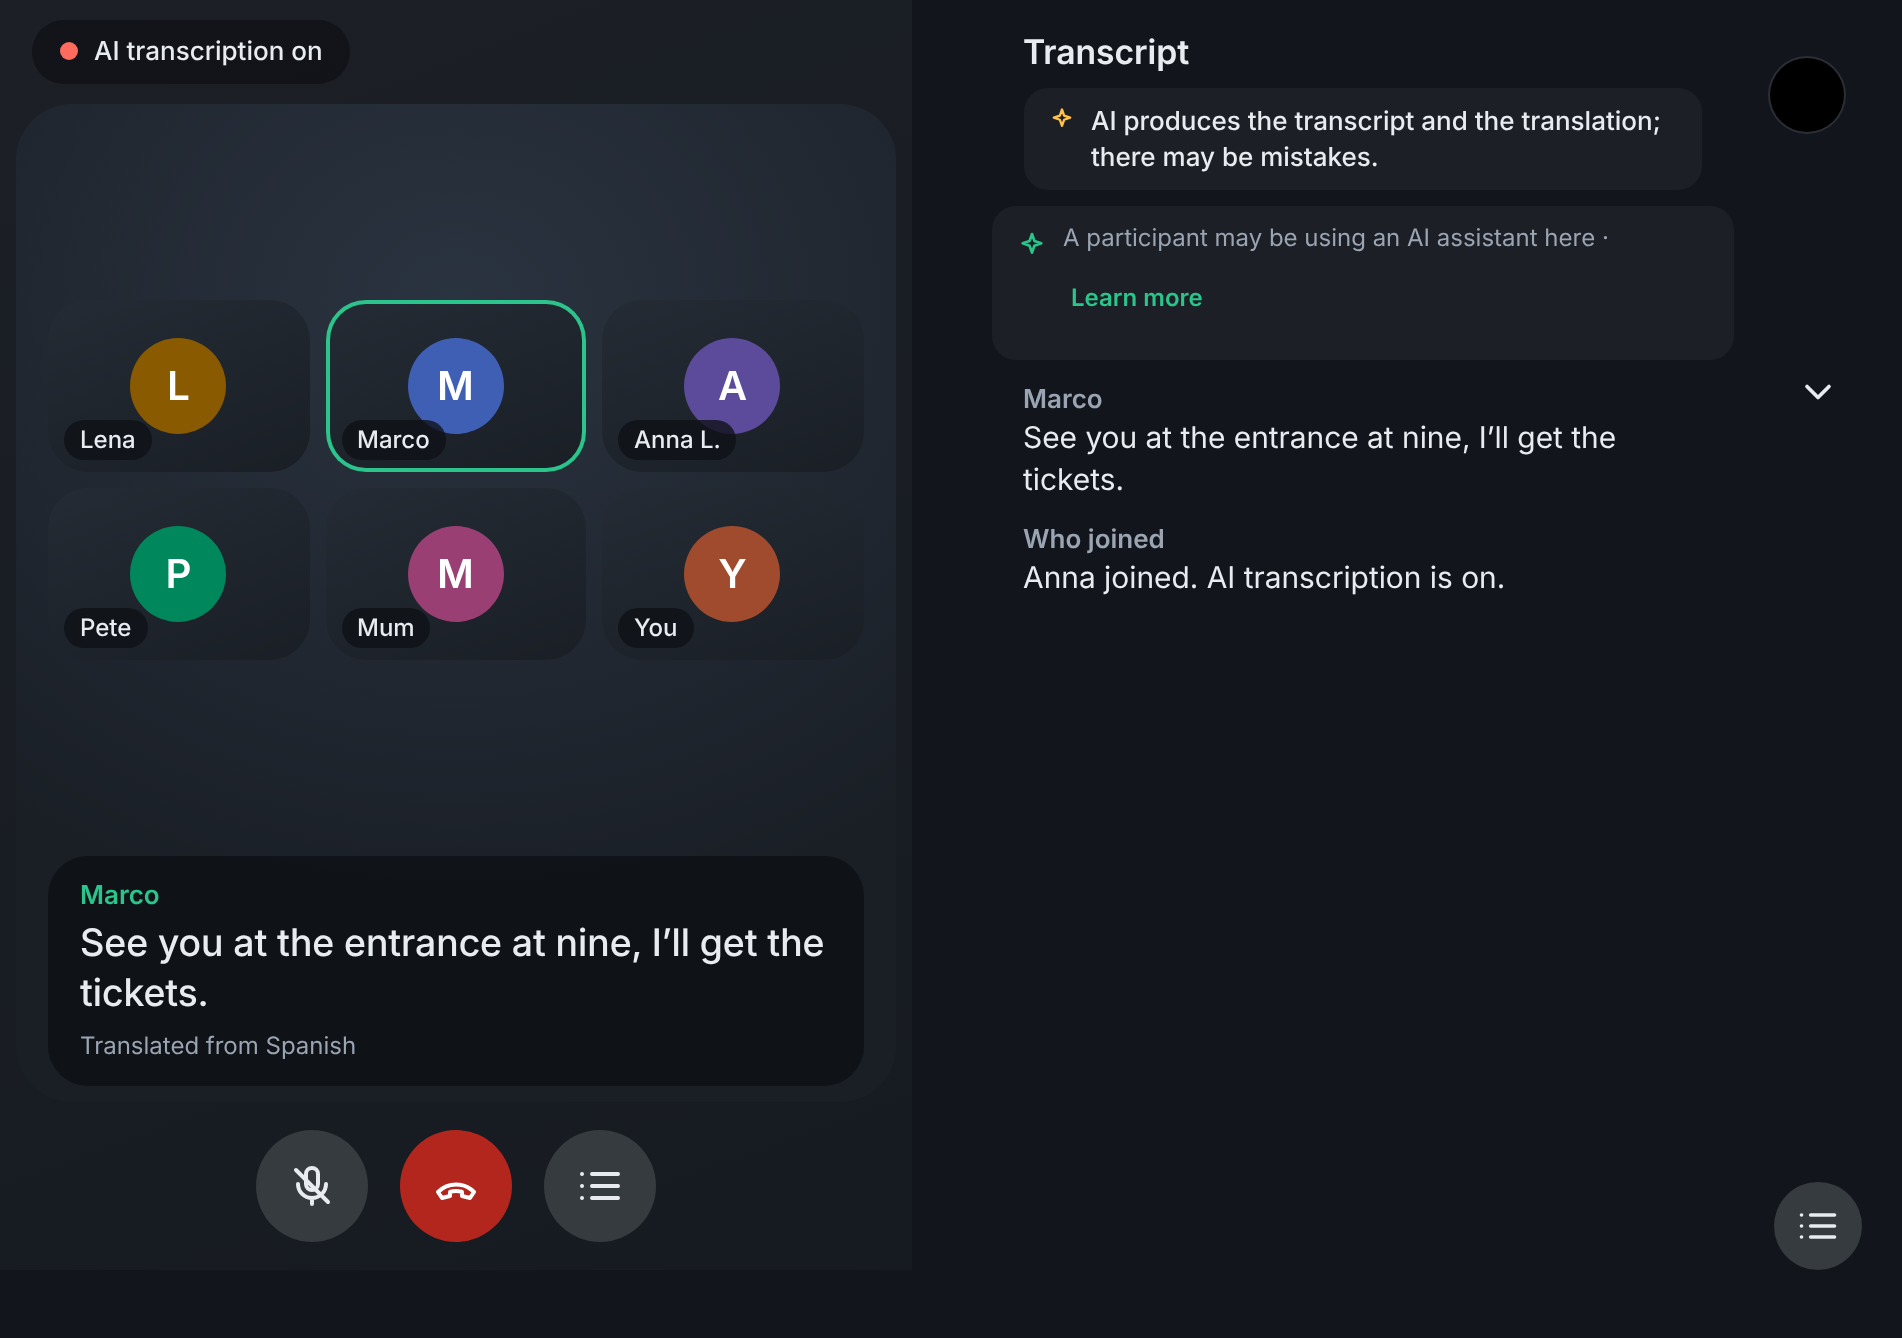 AI transcription on
L
Lena
M
Marco
A
Anna L.
P
Pete
M
Mum
Y
You
Marco
See you at the entrance at nine, I’ll get the
tickets.
Translated from Spanish
Transcript
AI produces the transcript and the translation;
there may be mistakes.
A participant may be using an AI assistant here ·
Learn more
Marco
See you at the entrance at nine, I’ll get the
tickets.
Who joined
Anna joined. AI transcription is on.